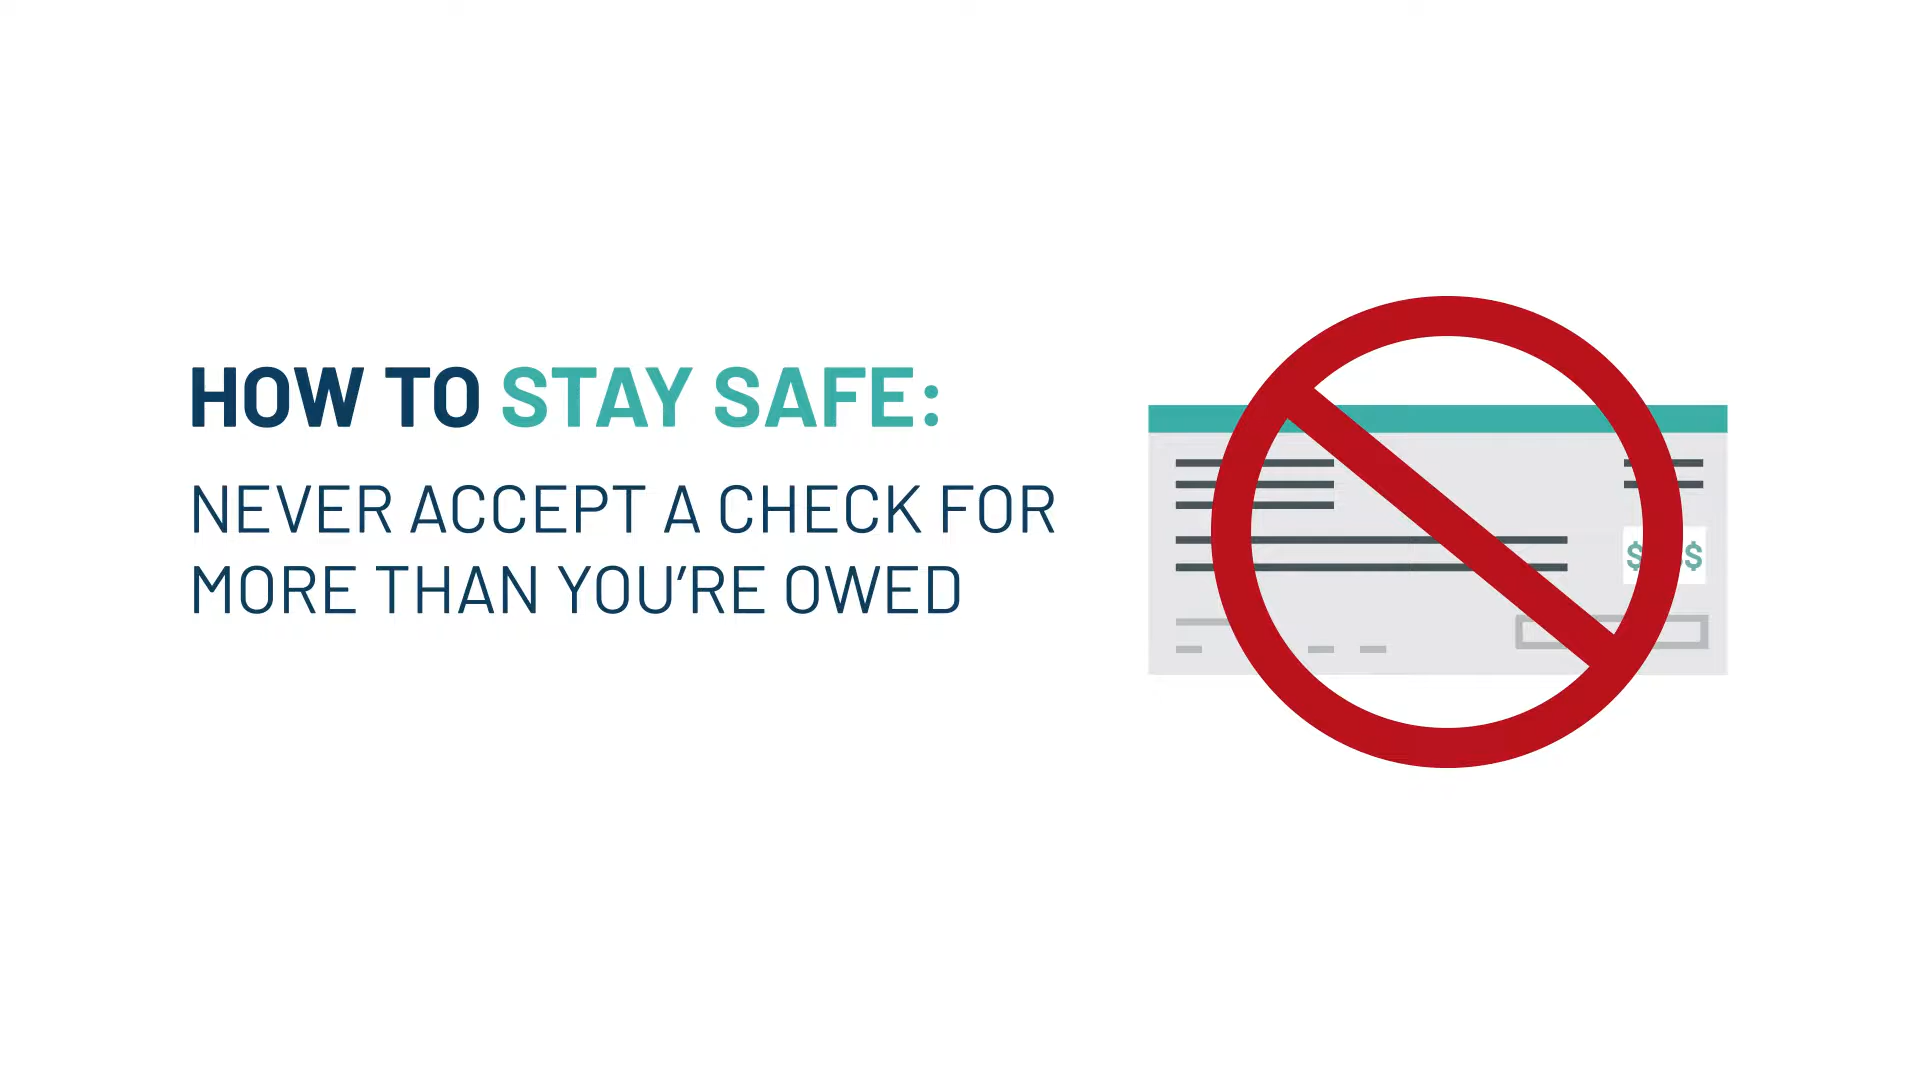 HOW TO STAY SAFE:
NEVER ACCEPT A CHECK FOR
MORE THAN YOU’RE OWED
$ $